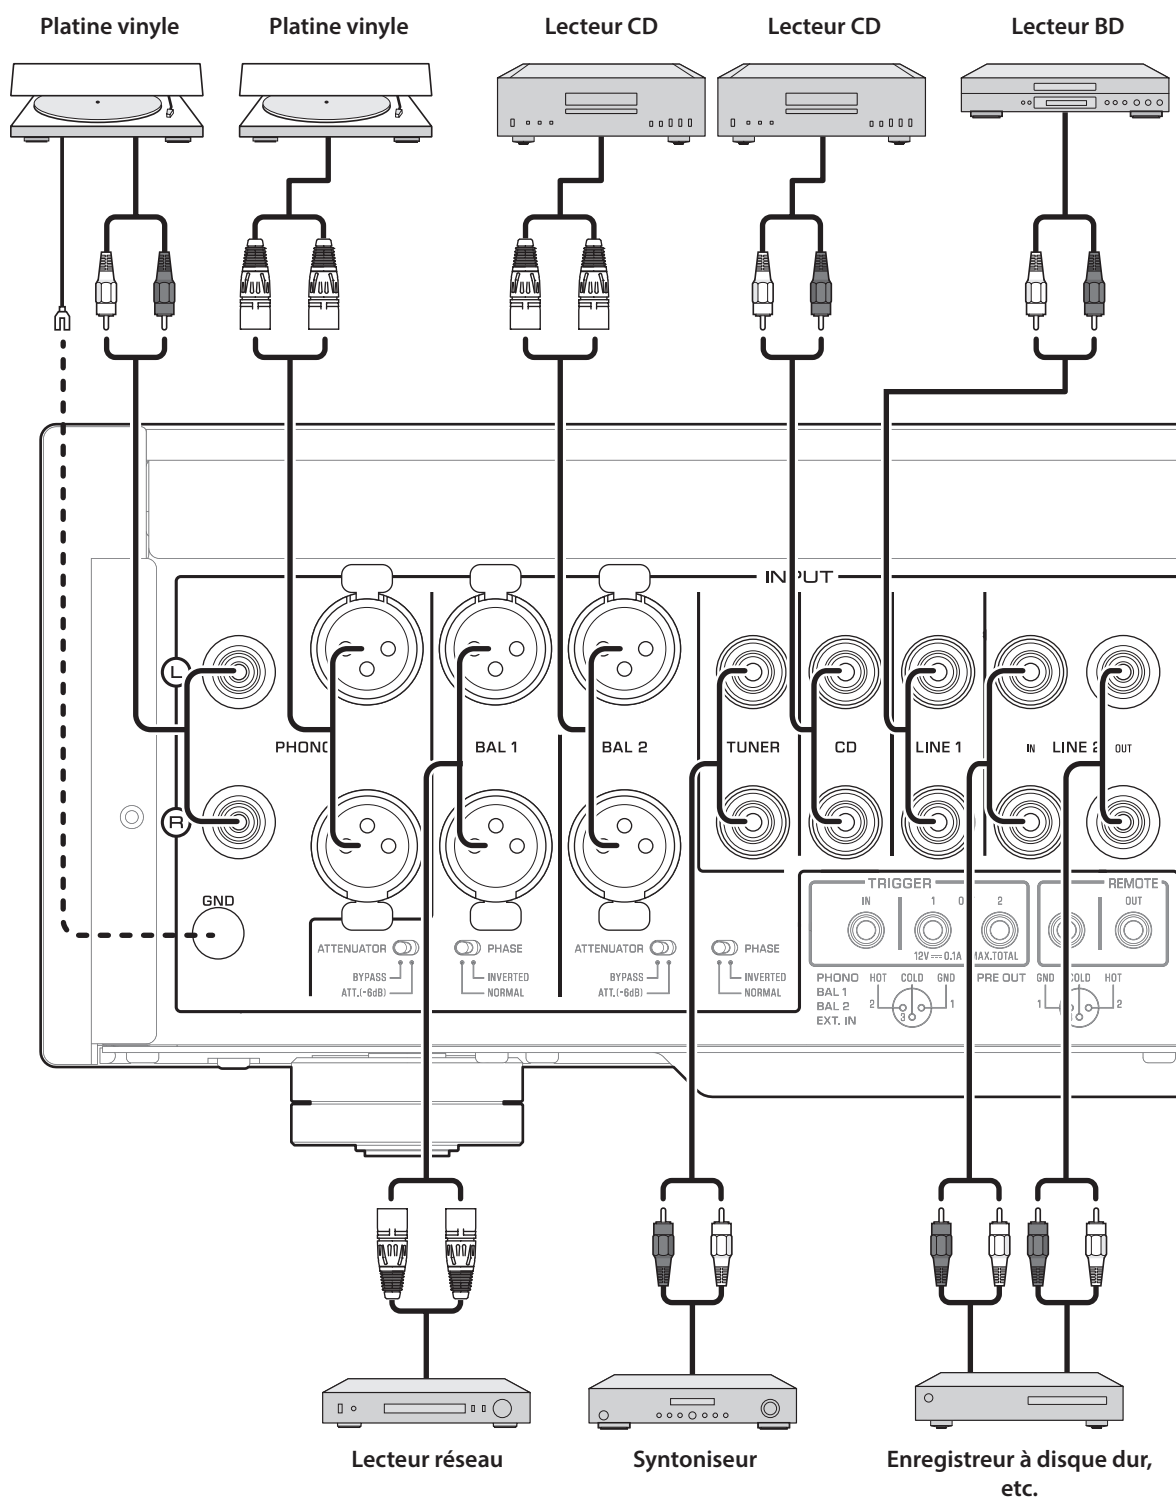 Platine vinyle
Platine vinyle
Lecteur CD
Lecteur CD
Lecteur BD
INPUT
L
PHONO
BAL 1
BAL 2
TUNER
CD
LINE 1
IN
LINE 2
OUT
R
GND
TRIGGER
REMOTE
IN
1
2
OUT
12V 0.1A MAX.TOTAL
ATTENUATOR
PHASE
ATTENUATOR
PHASE
BYPASS
INVERTED
BYPASS
INVERTED
ATT.(-6dB)
NORMAL
ATT.(-6dB)
NORMAL
PHONO
BAL 1
BAL 2
EXT. IN
HOT
COLD
GND
2
3
1
PRE OUT
GND
COLD
HOT
1
2
Lecteur réseau
Syntoniseur
Enregistreur à disque dur,
etc.